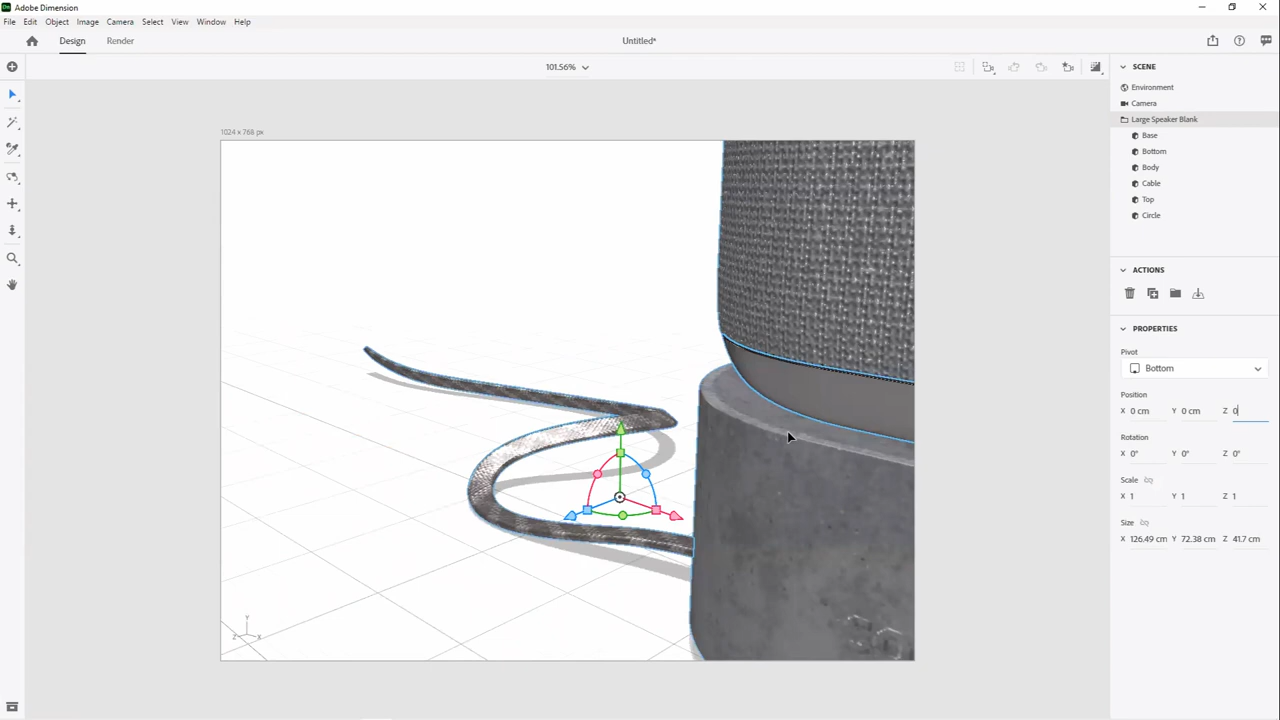 Adobe Dimension
File Edit Object Image Camera Select View Window Help
Design Render Untitled*
101.56%
1024 x 768 px
Y
Z X
SCENE
Environment
Camera
Large Speaker Blank
Base
Bottom
Body
Cable
Top
Circle
ACTIONS
PROPERTIES
Pivot
Bottom
Position
X 0 cm Y 0 cm Z 0
Rotation
X 0° Y 0° Z 0°
Scale
X 1 Y 1 Z 1
Size
X 126.49 cm Y 72.38 cm Z 41.7 cm